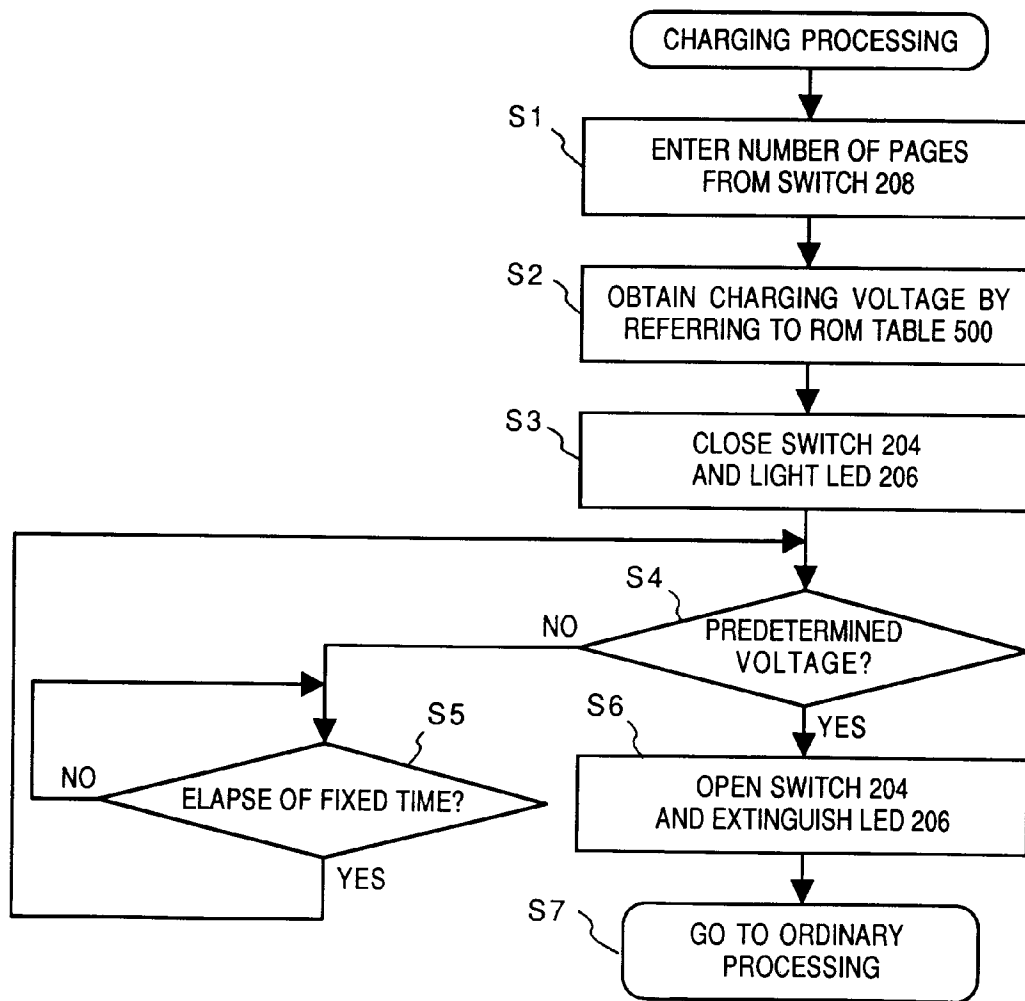 CHARGING PROCESSING
S1
ENTER NUMBER OF PAGES
FROM SWITCH 208
S2
OBTAIN CHARGING VOLTAGE BY
REFERRING TO ROM TABLE 500
S3
CLOSE SWITCH 204
AND LIGHT LED 206
S4
NO
PREDETERMINED
VOLTAGE?
YES
S5
NO
ELAPSE OF FIXED TIME?
YES
S6
OPEN SWITCH 204
AND EXTINGUISH LED 206
S7
GO TO ORDINARY
PROCESSING